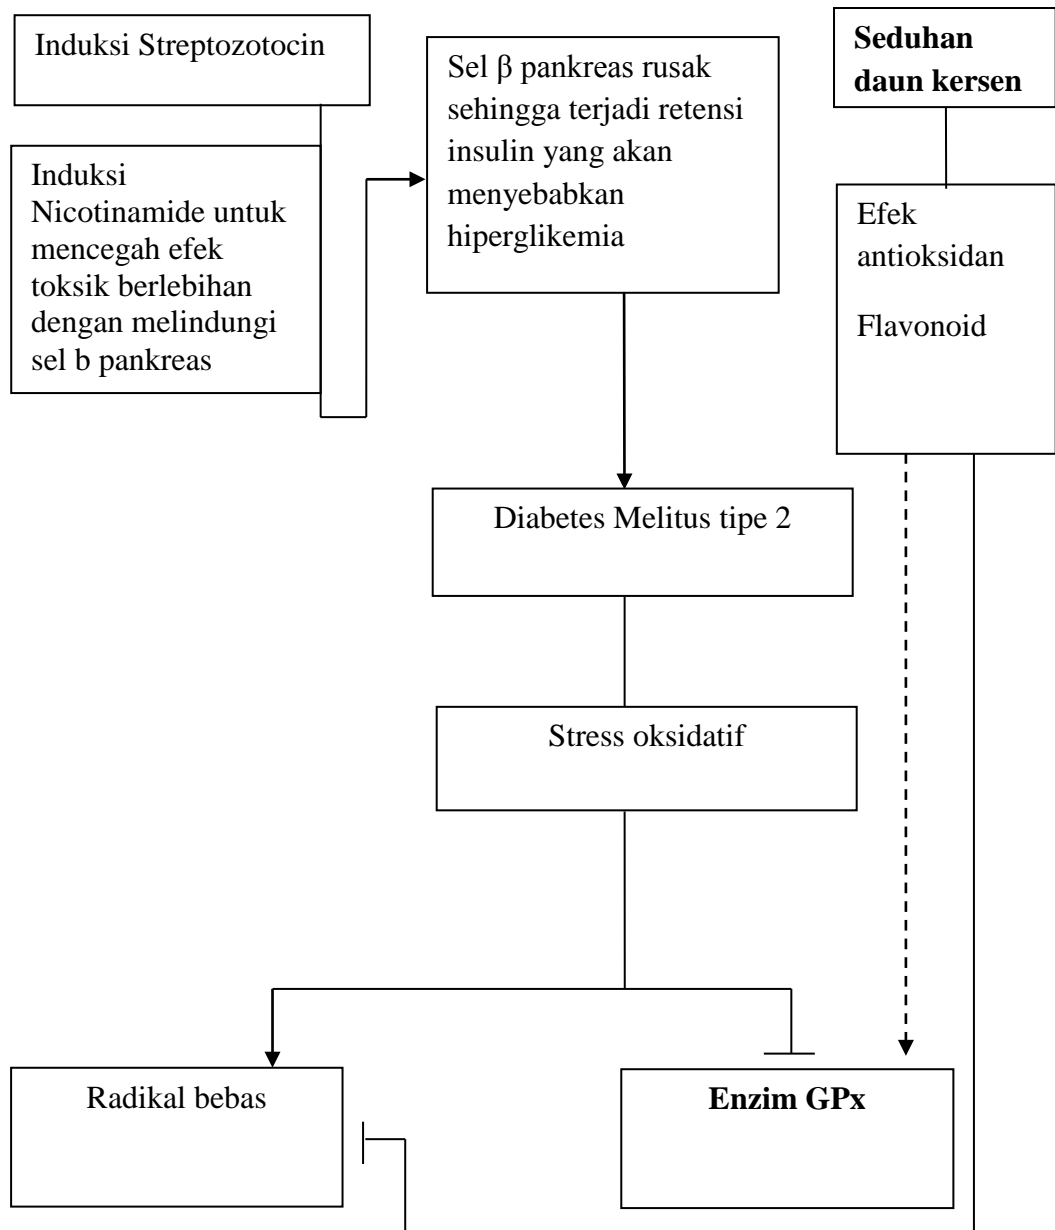 Induksi Streptozotocin
Induksi
Nicotinamide untuk
mencegah efek
toksik berlebihan
dengan melindungi
sel b pankreas
Sel β pankreas rusak
sehingga terjadi retensi
insulin yang akan
menyebabkan
hiperglikemia
Seduhan
daun kersen
Efek
antioksidan
Flavonoid
Diabetes Melitus tipe 2
Stress oksidatif
Radikal bebas
Enzim GPx